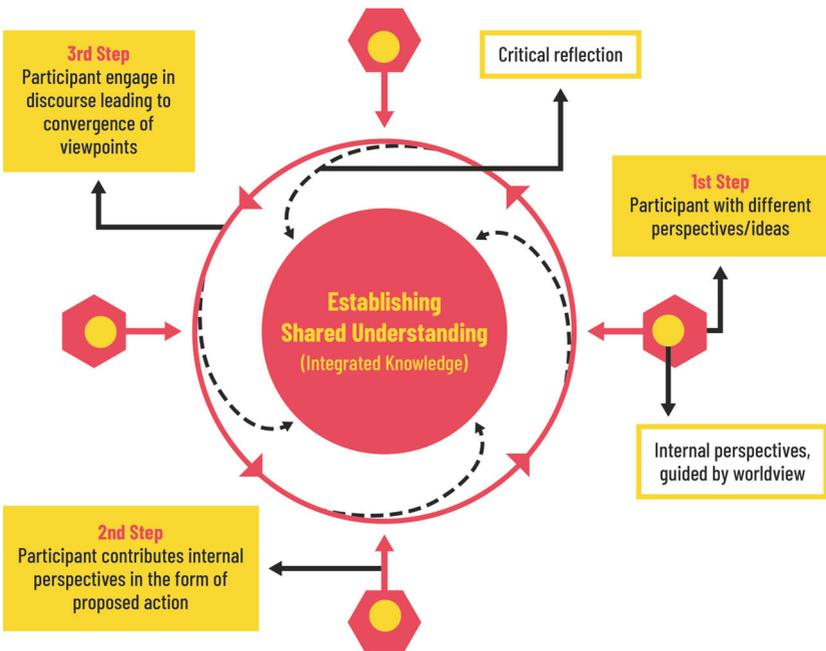 3rd Step
Participant engage in
discourse leading to
convergence of
viewpoints
Critical reflection
1st Step
Participant with different
perspectives/ideas
Establishing
Shared Understanding
(Integrated Knowledge)
Internal perspectives,
guided by worldview
2nd Step
Participant contributes internal
perspectives in the form of
proposed action